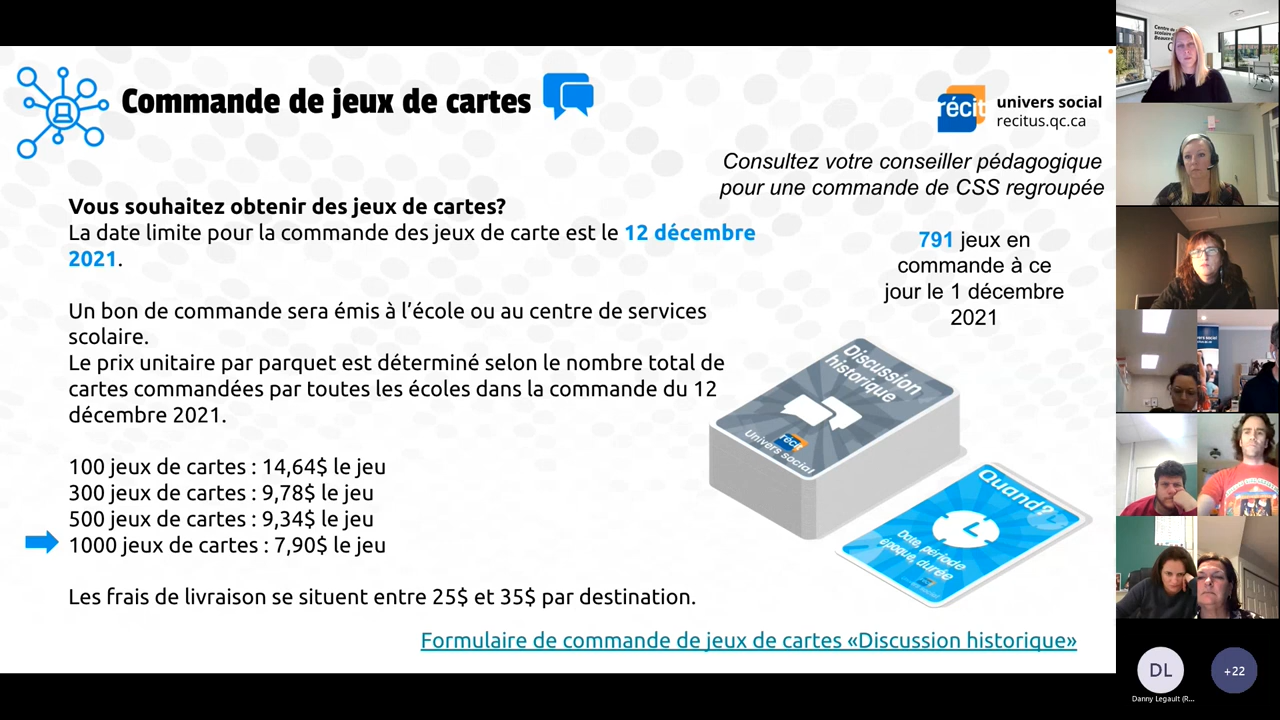 Commande de jeux de cartes
récit
univers social
recitus.qc.ca
Consultez votre conseiller pédagogique
pour une commande de CSS regroupée
Vous souhaitez obtenir des jeux de cartes?
La date limite pour la commande des jeux de carte est le 12 décembre
2021.
791 jeux en
commande à ce
jour le 1 décembre
2021
Un bon de commande sera émis à l’école ou au centre de services
scolaire.
Le prix unitaire par parquet est déterminé selon le nombre total de
cartes commandées par toutes les écoles dans la commande du 12
décembre 2021.
100 jeux de cartes : 14,64$ le jeu
300 jeux de cartes : 9,78$ le jeu
500 jeux de cartes : 9,34$ le jeu
1000 jeux de cartes : 7,90$ le jeu
Les frais de livraison se situent entre 25$ et 35$ par destination.
Formulaire de commande de jeux de cartes «Discussion historique»
Discussion
historique
récit
Univers social
Quand?
Date, période
époque, durée
DL
Danny Legault (R...
+22